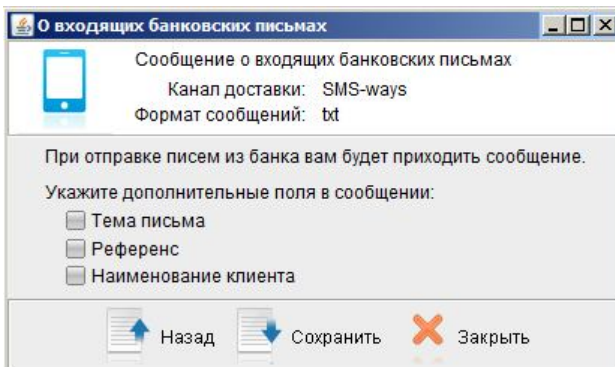 О входящих банковских письмах
Сообщение о входящих банковских письмах
Канал доставки: SMS-ways
Формат сообщений: txt
При отправке писем из банка вам будет приходить сообщение.
Укажите дополнительные поля в сообщении:
Тема письма
Референс
Наименование клиента
Назад Сохранить Закрыть